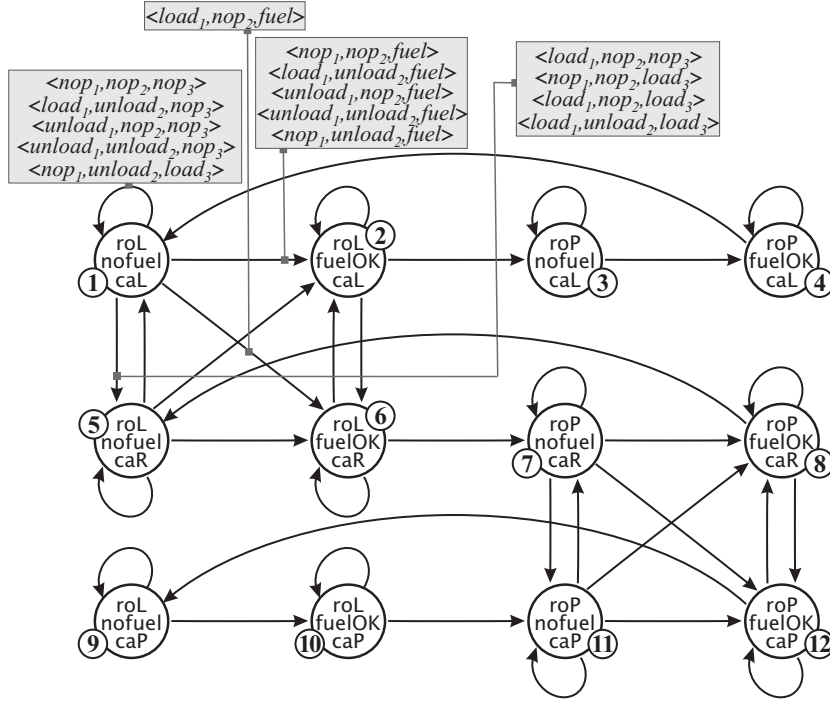 <load₁,nop₂,fuel>
<nop₁,nop₂,nop₃>
<load₁,unload₂,nop₃>
<unload₁,nop₂,nop₃>
<unload₁,unload₂,nop₃>
<nop₁,unload₂,load₃>
<nop₁,nop₂,fuel>
<load₁,unload₂,fuel>
<unload₁,nop₂,fuel>
<unload₁,unload₂,fuel>
<nop₁,unload₂,fuel>
<load₁,nop₂,nop₃>
<nop₁,nop₂,load₃>
<load₁,nop₂,load₃>
<load₁,unload₂,load₃>
roL
nofuel
caL
1
roL
fuelOK
caL
2
roP
nofuel
caL
3
roP
fuelOK
caL
4
roL
nofuel
caR
5
roL
fuelOK
caR
6
roP
nofuel
caR
7
roP
fuelOK
caR
8
roL
nofuel
caP
9
roL
fuelOK
caP
10
roP
nofuel
caP
11
roP
fuelOK
caP
12